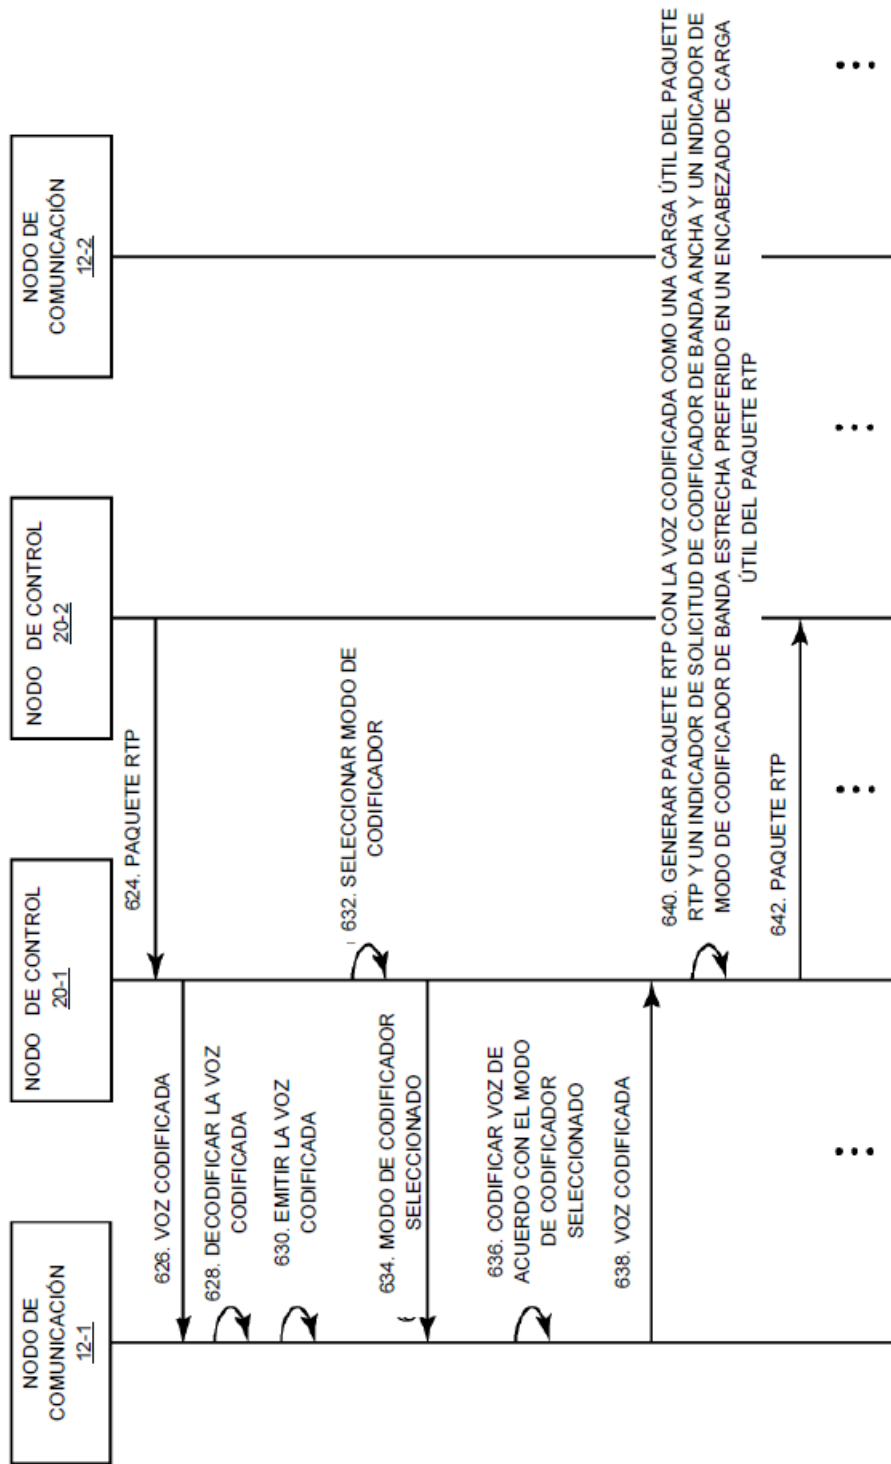 NODO DE
COMUNICACIÓN
12-1
NODO DE CONTROL
20-1
NODO DE CONTROL
20-2
NODO DE
COMUNICACIÓN
12-2
624. PAQUETE RTP
626. VOZ CODIFICADA
628. DECODIFICAR LA VOZ
CODIFICADA
630. EMITIR LA VOZ
CODIFICADA
632. SELECCIONAR MODO DE
CODIFICADOR
634. MODO DE CODIFICADOR
SELECCIONADO
636. CODIFICAR VOZ DE
ACUERDO CON EL MODO
DE CODIFICADOR
SELECCIONADO
638. VOZ CODIFICADA
640. GENERAR PAQUETE RTP CON LA VOZ CODIFICADA COMO UNA CARGA ÚTIL DEL PAQUETE
RTP Y UN INDICADOR DE SOLICITUD DE CODIFICADOR DE BANDA ANCHA Y UN INDICADOR DE
MODO DE CODIFICADOR DE BANDA ESTRECHA PREFERIDO EN UN ENCABEZADO DE CARGA
ÚTIL DEL PAQUETE RTP
642. PAQUETE RTP